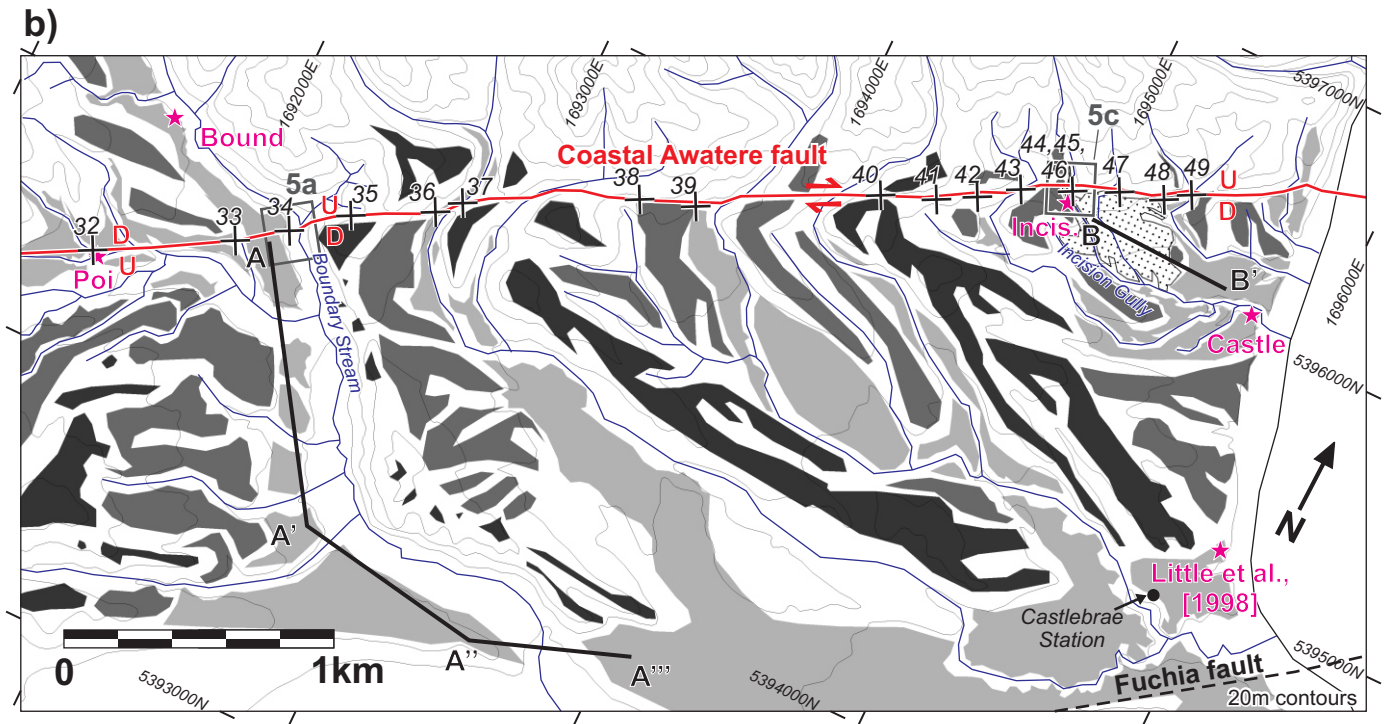 b)
1692000E
1693000E
1694000E
1695000E
5397000N
Bound
5c
44, 45,
Coastal Awatere fault
5a
32
33
34
35
36
37
38
39
40
41
42
43
46
47
48
49
U
D
U
D
D
U
Poi
A
Incis.
B
B'
Incision Gully
Boundary Stream
Castle
1696000E
5396000N
N
A'
Little et al.,
[1998]
Castlebrae
Station
A''
A'''
0
1km
5393000N
5394000N
5395000N
Fuchia fault
20m contours